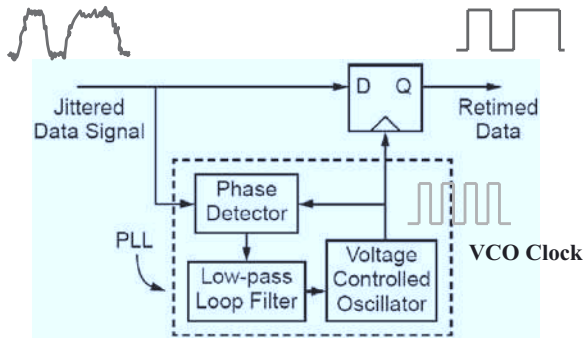 D Q
Jittered
Data Signal
Retimed
Data
Phase
Detector
PLL
Voltage
Controlled
Oscillator
VCO Clock
Low-pass
Loop Filter